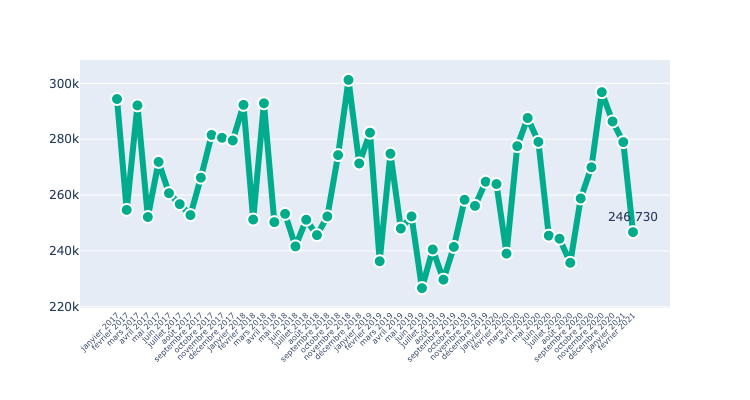 300k
280k
260k
240k
220k
246,730
janvier 2017
février 2017
mars 2017
avril 2017
mai 2017
juin 2017
juillet 2017
août 2017
septembre 2017
octobre 2017
novembre 2017
décembre 2017
janvier 2018
février 2018
mars 2018
avril 2018
mai 2018
juin 2018
juillet 2018
août 2018
septembre 2018
octobre 2018
novembre 2018
décembre 2018
janvier 2019
février 2019
mars 2019
avril 2019
mai 2019
juin 2019
juillet 2019
août 2019
septembre 2019
octobre 2019
novembre 2019
décembre 2019
janvier 2020
février 2020
mars 2020
avril 2020
mai 2020
juin 2020
juillet 2020
août 2020
septembre 2020
octobre 2020
novembre 2020
décembre 2020
janvier 2021
février 2021